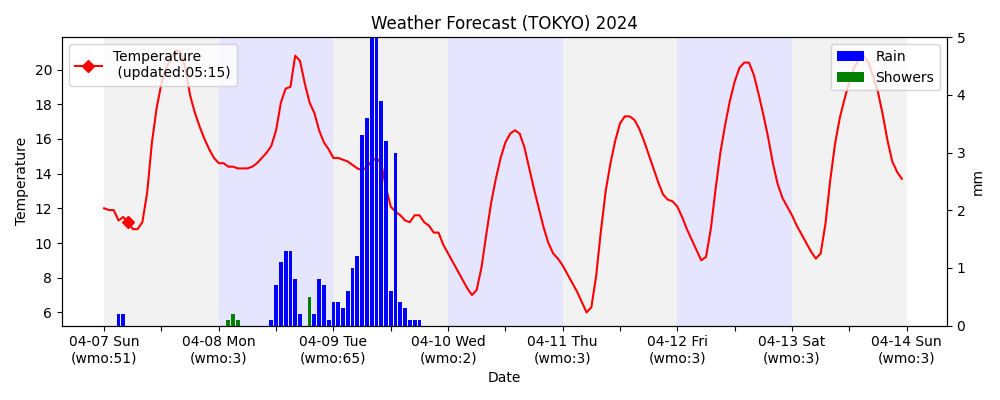 Weather Forecast (TOKYO) 2024
Temperature
(updated:05:15)
Rain
Showers
Temperature
20
18
16
14
12
10
8
6
5
4
3
2
1
0
mm
04-07 Sun
(wmo:51)
04-08 Mon
(wmo:3)
04-09 Tue
(wmo:65)
04-10 Wed
(wmo:2)
04-11 Thu
(wmo:3)
04-12 Fri
(wmo:3)
04-13 Sat
(wmo:3)
04-14 Sun
(wmo:3)
Date